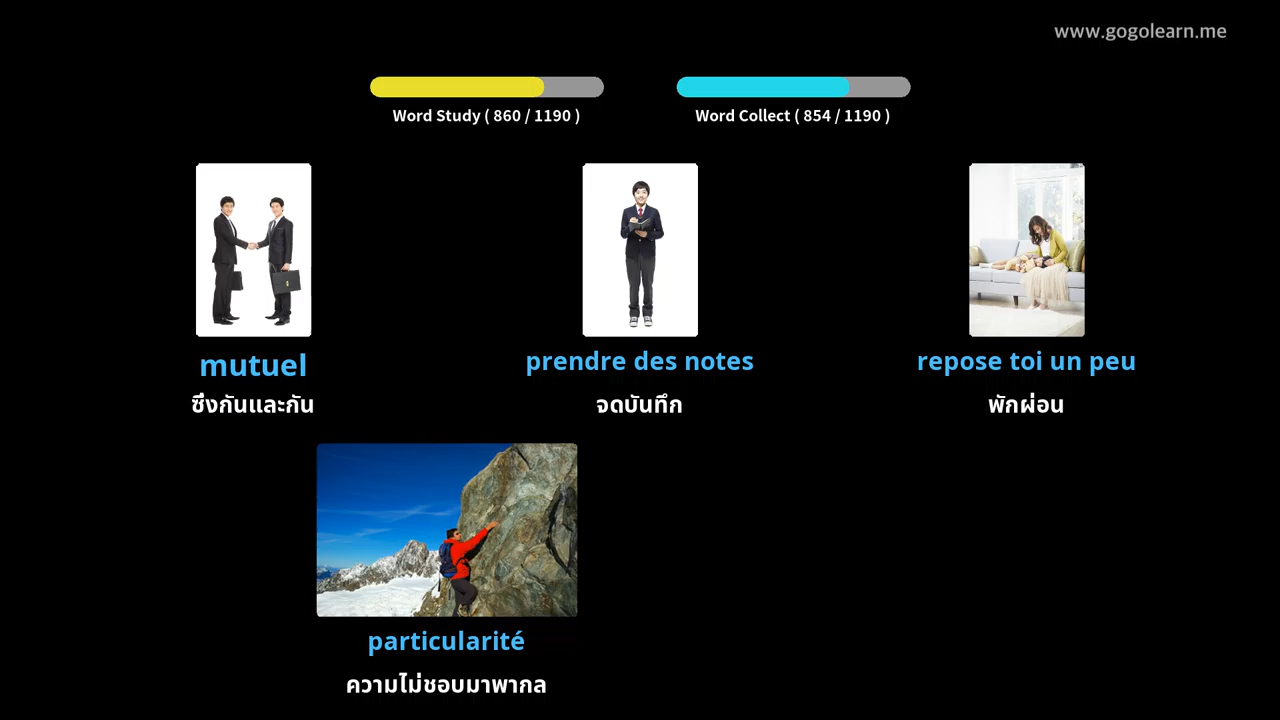 www.gogolearn.me
Word Study ( 860 / 1190 )
Word Collect ( 854 / 1190 )
mutuel
prendre des notes
repose toi un peu
ซึ่งกันและกัน
จดบันทึก
พักผ่อน
particularité
ความไม่ชอบมาพากล